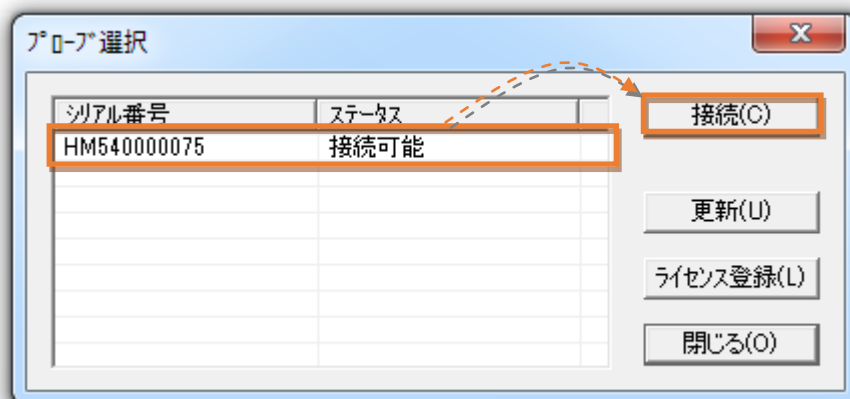 ﾌﾟﾛｰﾌﾞ選択
ｼﾘｱﾙ番号 ｽﾃｰﾀｽ
HM540000075 接続可能
接続(C)
更新(U)
ﾗｲｾﾝｽ登録(L)
閉じる(O)